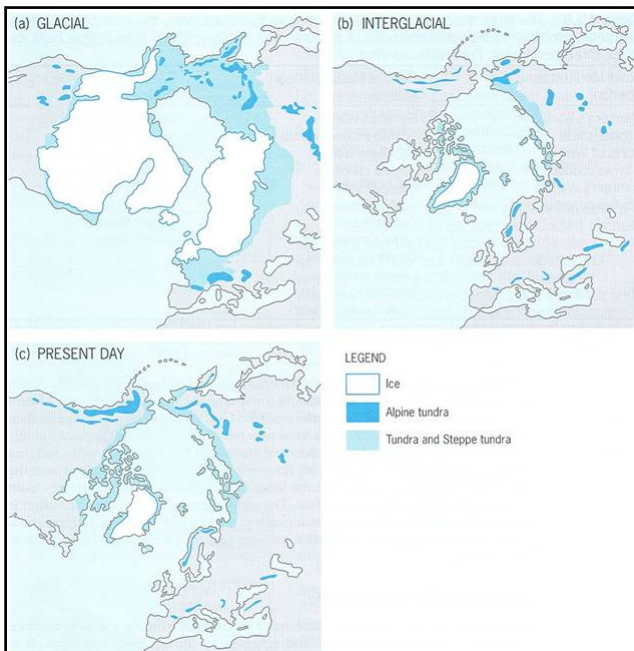 (a) GLACIAL
(b) INTERGLACIAL
(c) PRESENT DAY
LEGEND
Ice
Alpine tundra
Tundra and Steppe tundra